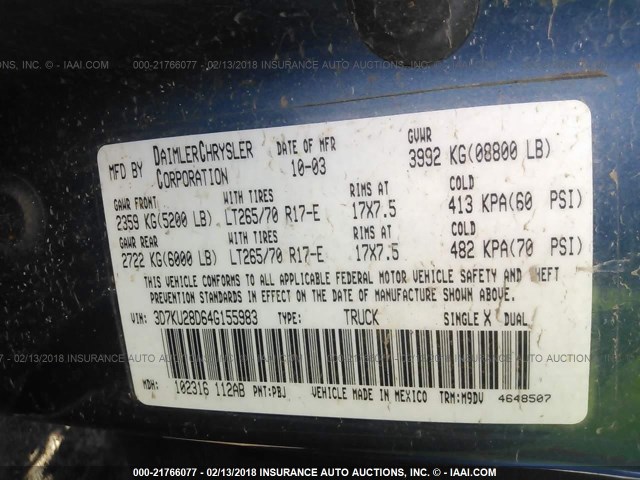 000-21766077 - 02/13/2018 INSURANCE AUTO AUCTIONS, INC. - IAAI.COM
MFD BY DAIMLERCHRYSLER CORPORATION DATE OF MFR 10-03 GVWR 3992 KG(08800 LB)
GAWR FRONT WITH TIRES RIMS AT COLD
2359 KG(5200 LB) LT265/70 R17-E 17X7.5 413 KPA(60 PSI)
GAWR REAR WITH TIRES RIMS AT COLD
2722 KG(6000 LB) LT265/70 R17-E 17X7.5 482 KPA(70 PSI)
THIS VEHICLE CONFORMS TO ALL APPLICABLE FEDERAL MOTOR VEHICLE SAFETY AND THEFT
PREVENTION STANDARDS IN EFFECT ON THE DATE OF MANUFACTURE SHOWN ABOVE.
VIN: 3D7KU28D64G155983 TYPE: TRUCK SINGLE X DUAL
MDH: 102316 112AB PNT:PBJ VEHICLE MADE IN MEXICO TRM:M9DV 4648507
000-21766077 - 02/13/2018 INSURANCE AUTO AUCTIONS, INC. - IAAI.COM